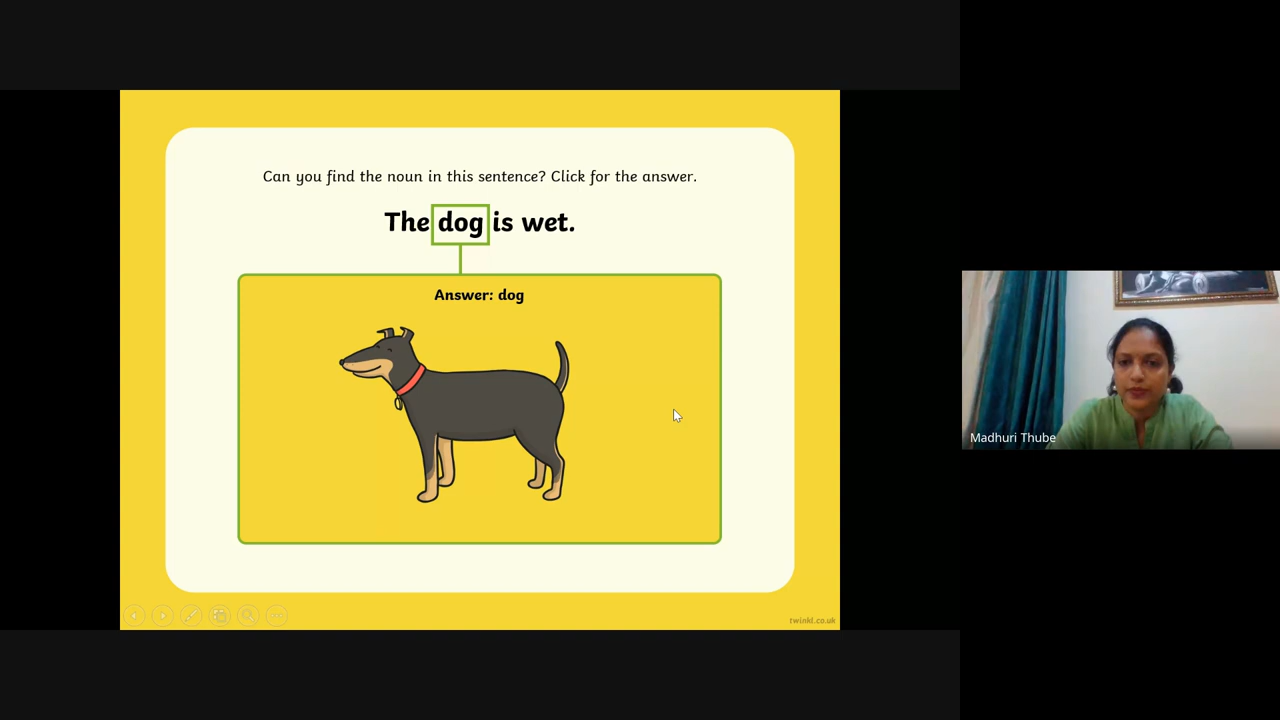 Can you find the noun in this sentence? Click for the answer.
The dog is wet.
Answer: dog
twinkl.co.uk
Madhuri Thube